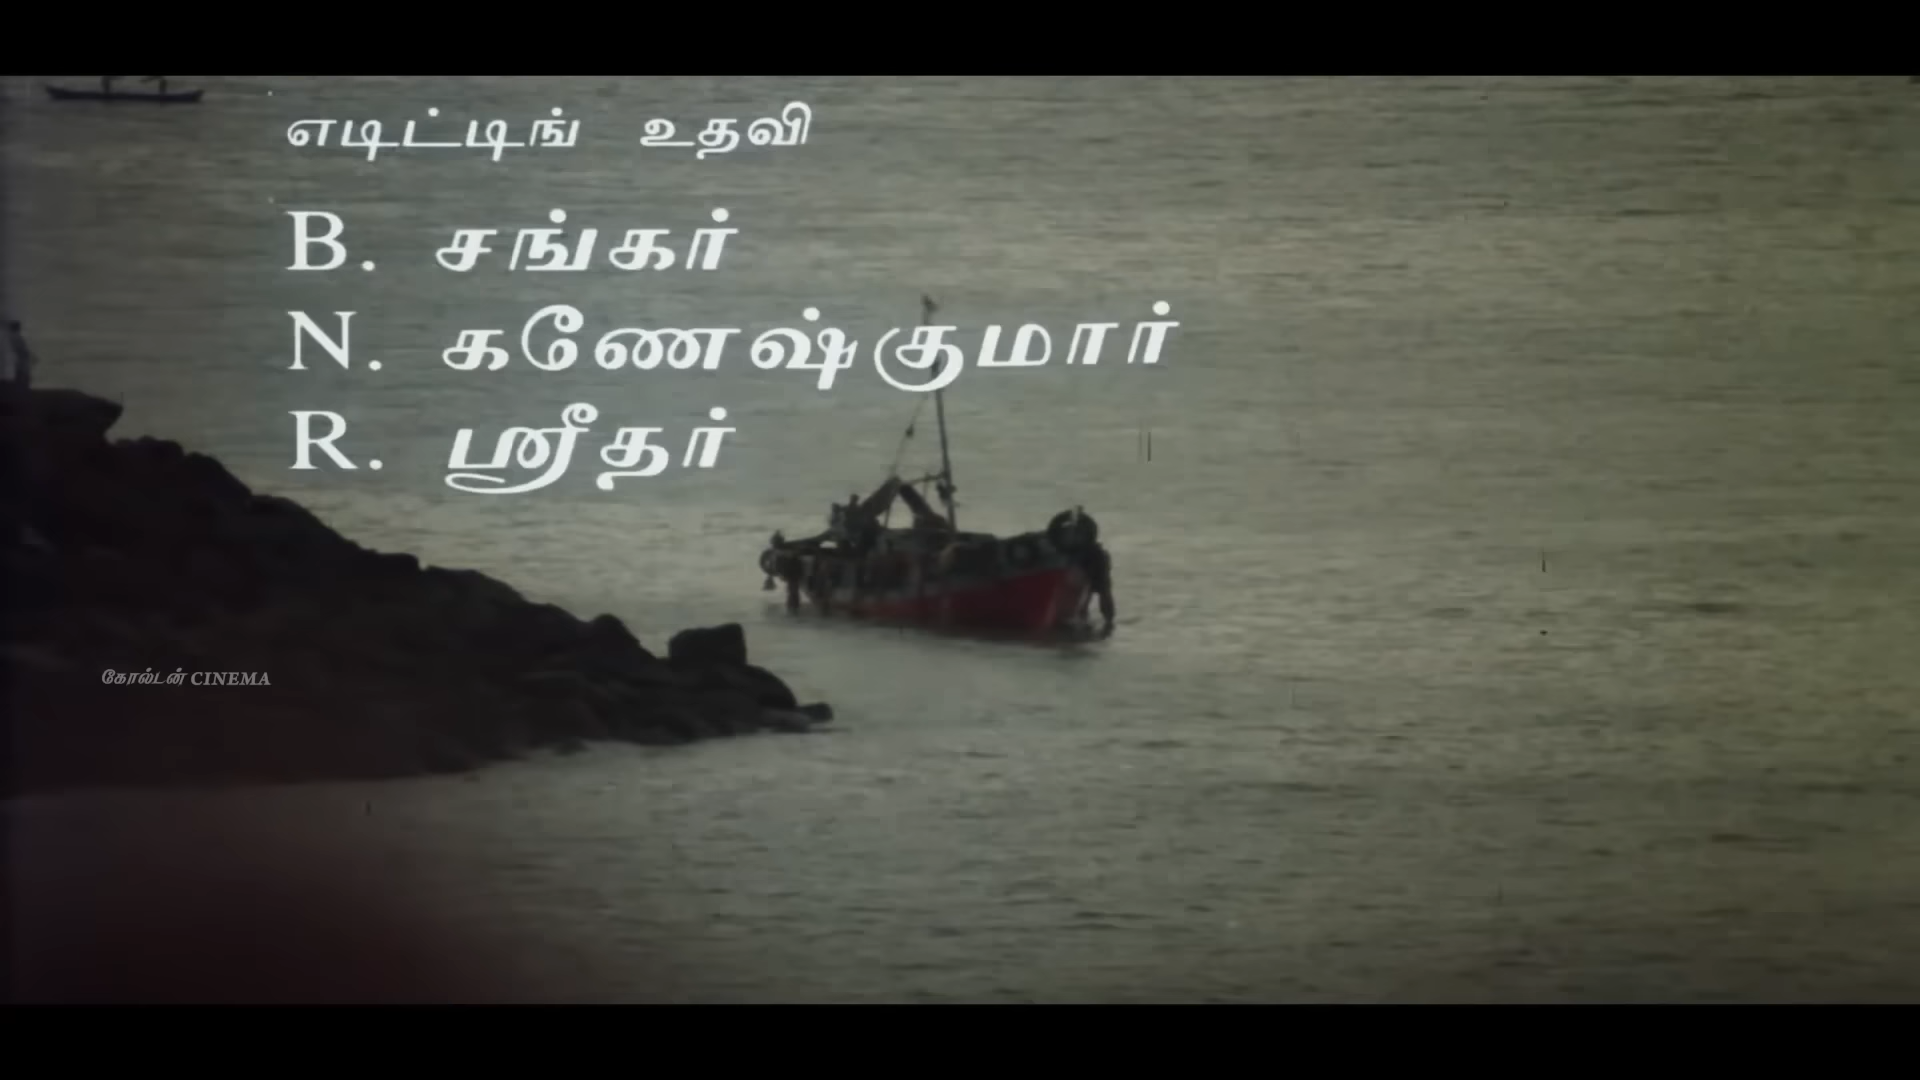 எடிட்டிங் உதவி
B. சங்கர்
N. கணேஷ்குமார்
R. ஸ்ரீதர்
கோல்டன் CINEMA